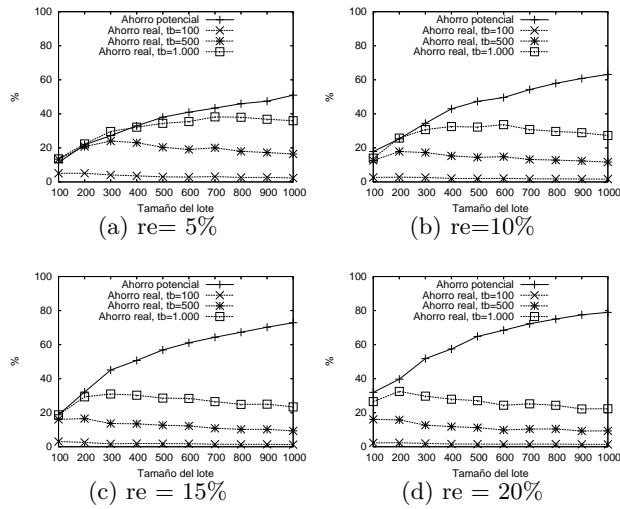 Ahorro potencial
Ahorro real, tb=100
Ahorro real, tb=500
Ahorro real, tb=1.000
%
100
80
60
40
20
0
100 200 300 400 500 600 700 800 900 1000
Tamaño del lote
(a) re= 5%
Ahorro potencial
Ahorro real, tb=100
Ahorro real, tb=500
Ahorro real, tb=1.000
%
100
80
60
40
20
0
100 200 300 400 500 600 700 800 900 1000
Tamaño del lote
(b) re=10%
Ahorro potencial
Ahorro real, tb=100
Ahorro real, tb=500
Ahorro real, tb=1.000
%
100
80
60
40
20
0
100 200 300 400 500 600 700 800 900 1000
Tamaño del lote
(c) re = 15%
Ahorro potencial
Ahorro real, tb=100
Ahorro real, tb=500
Ahorro real, tb=1.000
%
100
80
60
40
20
0
100 200 300 400 500 600 700 800 900 1000
Tamaño del lote
(d) re = 20%